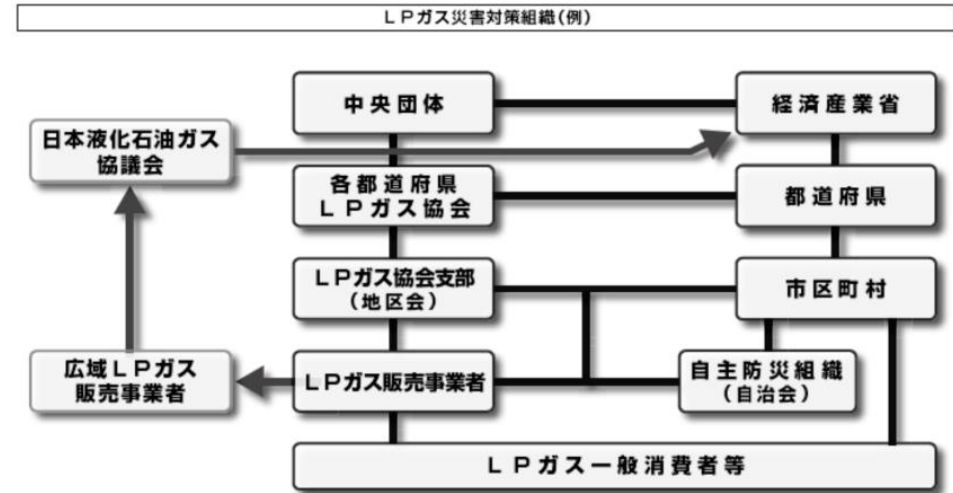 LPガス災害対策組織(例)
中央団体
経済産業省
日本液化石油ガス
協議会
各都道府県
LPガス協会
都道府県
LPガス協会支部
(地区会)
市区町村
広域LPガス
販売事業者
LPガス販売事業者
自主防災組織
(自治会)
LPガス一般消費者等